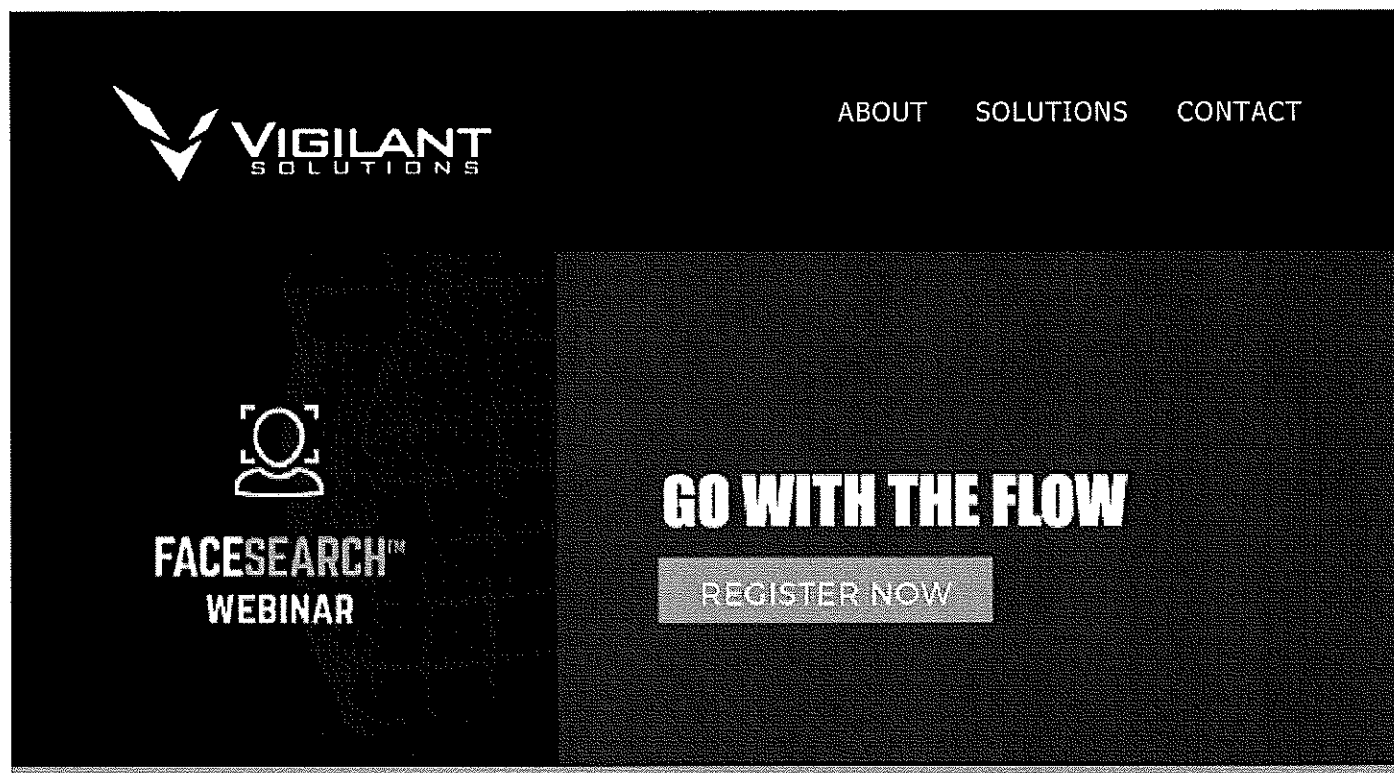 VIGILANT
SOLUTIONS
ABOUT SOLUTIONS CONTACT
FACESEARCH™
WEBINAR
GO WITH THE FLOW
REGISTER NOW